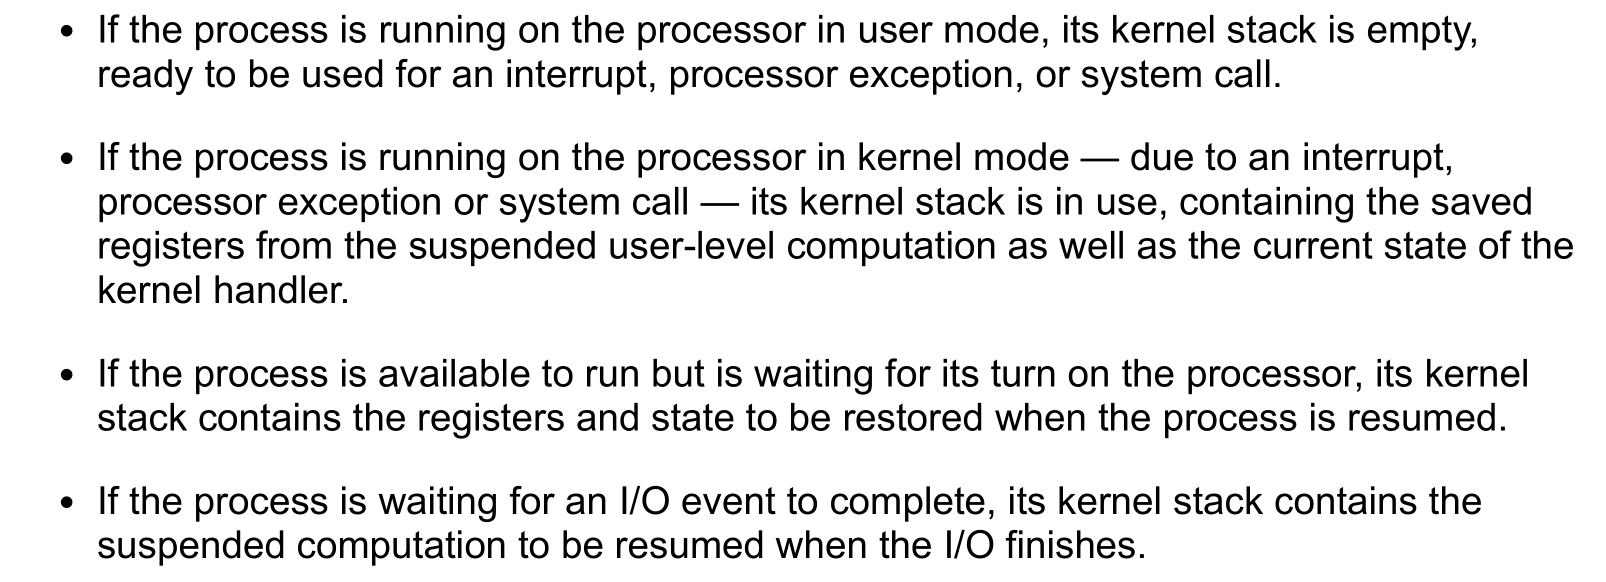 • If the process is running on the processor in user mode, its kernel stack is empty,
ready to be used for an interrupt, processor exception, or system call.
• If the process is running on the processor in kernel mode — due to an interrupt,
processor exception or system call — its kernel stack is in use, containing the saved
registers from the suspended user-level computation as well as the current state of the
kernel handler.
• If the process is available to run but is waiting for its turn on the processor, its kernel
stack contains the registers and state to be restored when the process is resumed.
• If the process is waiting for an I/O event to complete, its kernel stack contains the
suspended computation to be resumed when the I/O finishes.